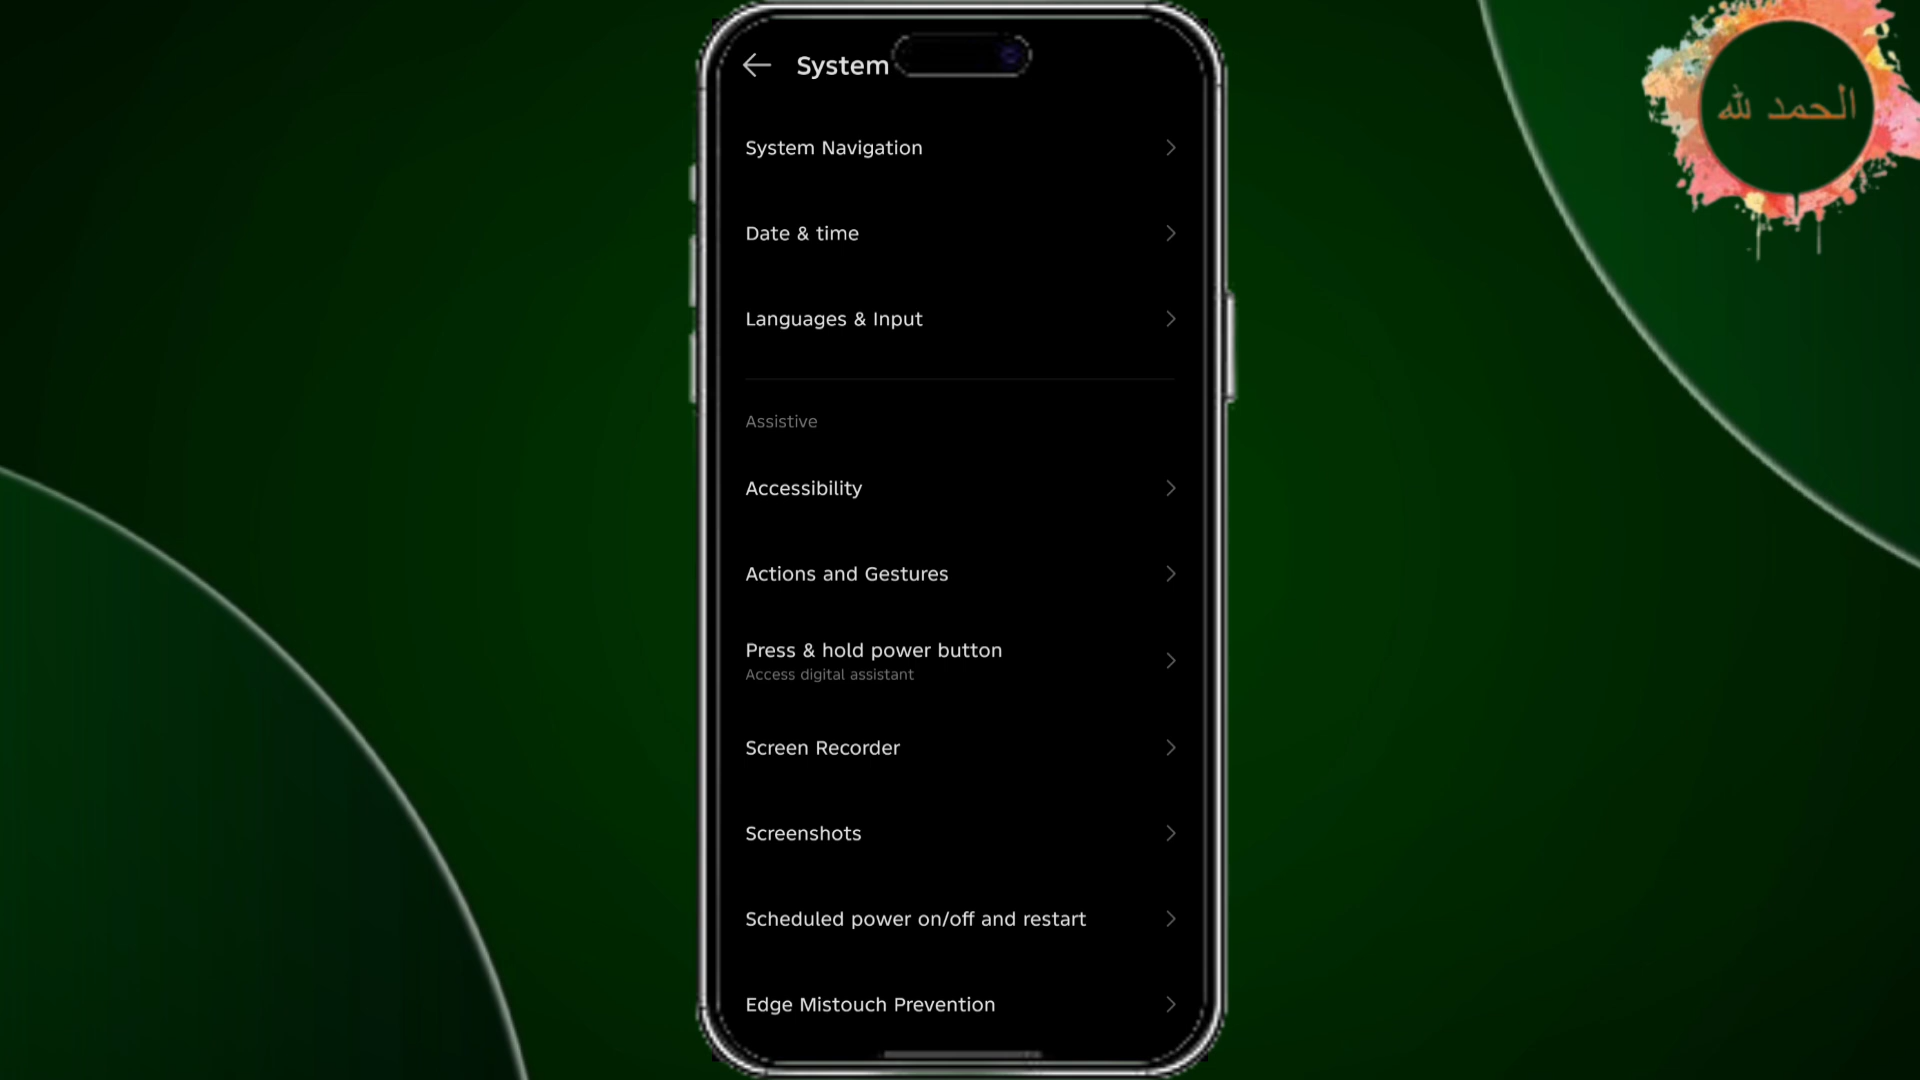 System
الحمد لله
System Navigation
Date & time
Languages & Input
Assistive
Accessibility
Actions and Gestures
Press & hold power button
Access digital assistant
Screen Recorder
Screenshots
Scheduled power on/off and restart
Edge Mistouch Prevention